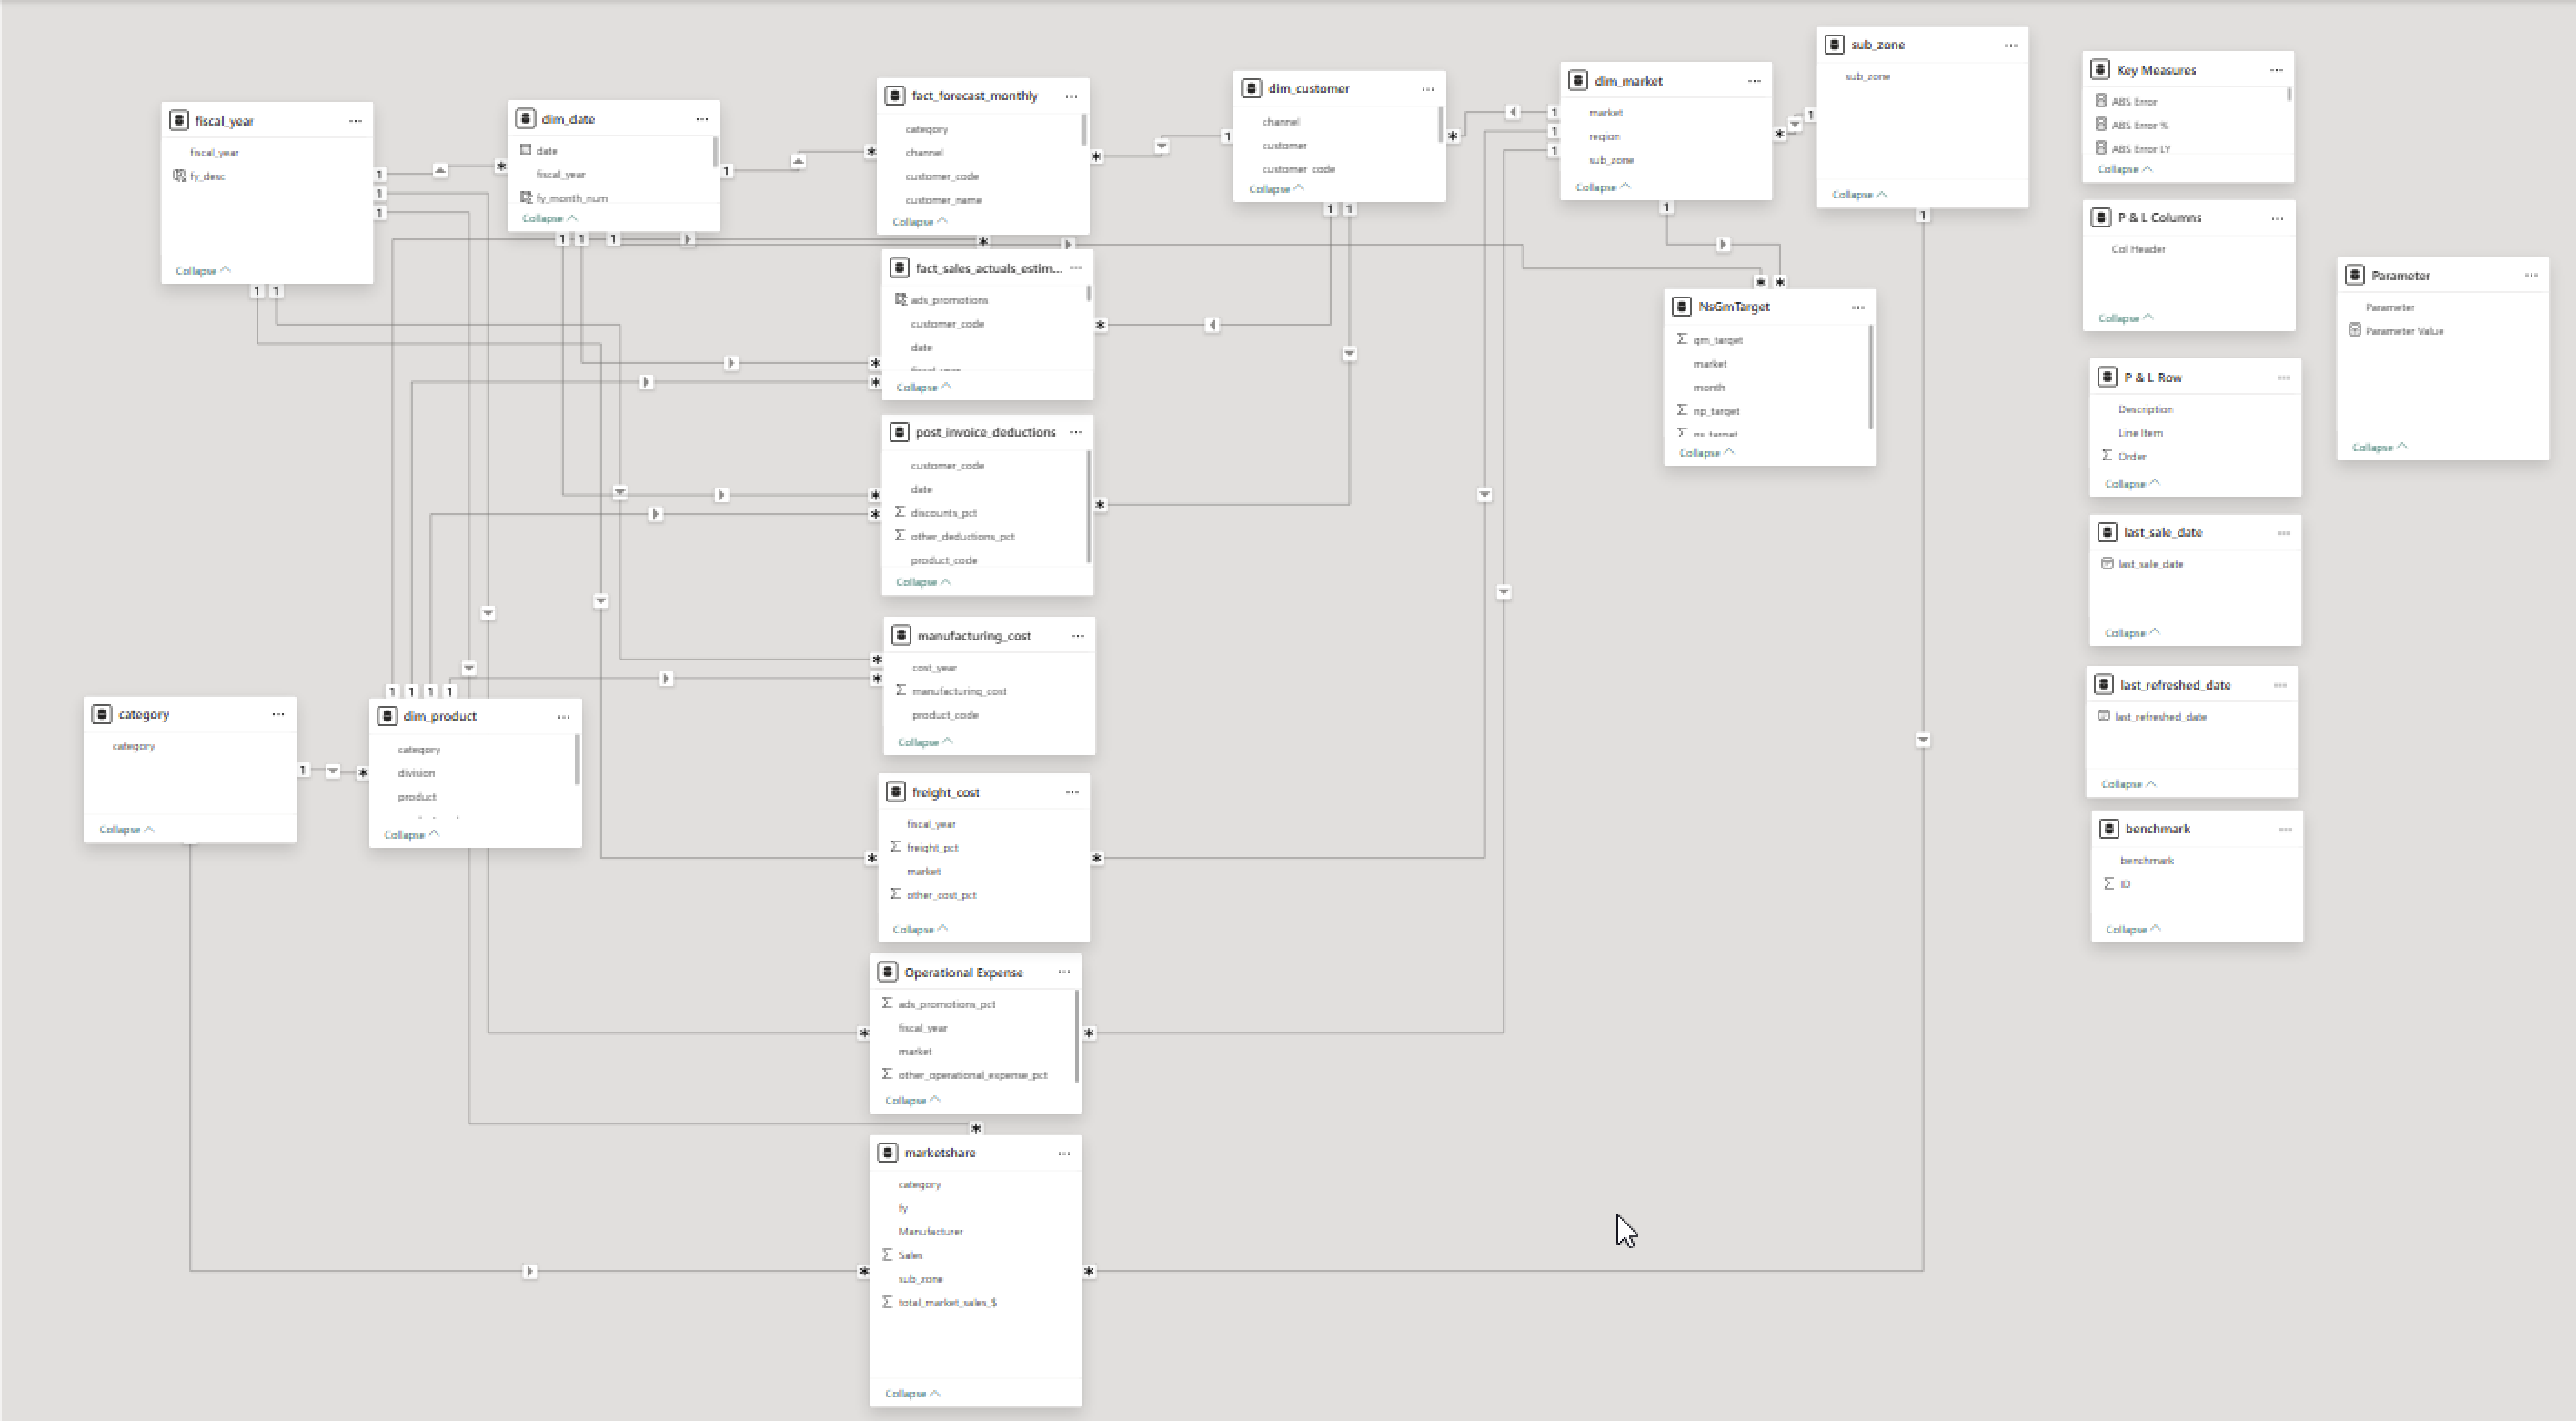 fiscal_year
fiscal_year
fy_desc
Collapse
dim_date
date
fiscal_year
fy_month_num
Collapse
fact_forecast_monthly
category
channel
customer_code
customer_name
Collapse
dim_customer
channel
customer
customer_code
Collapse
dim_market
market
region
sub_zone
Collapse
sub_zone
sub_zone
Collapse
Key Measures
ABS Error
ABS Error %
ABS Error LY
Collapse
P & L Columns
Col Header
Collapse
Parameter
Parameter
Parameter Value
Collapse
fact_sales_actuals_estim...
ads_promotions
customer_code
date
Collapse
NsGmTarget
gm_target
market
month
np_target
ns_target
Collapse
P & L Row
Description
Line Item
Order
Collapse
post_invoice_deductions
customer_code
date
discounts_pct
other_deductions_pct
product_code
Collapse
last_sale_date
last_sale_date
Collapse
manufacturing_cost
cost_year
manufacturing_cost
product_code
Collapse
last_refreshed_date
last_refreshed_date
Collapse
category
category
Collapse
dim_product
category
division
product
Collapse
freight_cost
fiscal_year
freight_pct
market
other_cost_pct
Collapse
benchmark
benchmark
ID
Collapse
Operational Expense
ads_promotions_pct
fiscal_year
market
other_operational_expense_pct
Collapse
marketshare
category
fy
Manufacturer
Sales
sub_zone
total_market_sales_$
Collapse